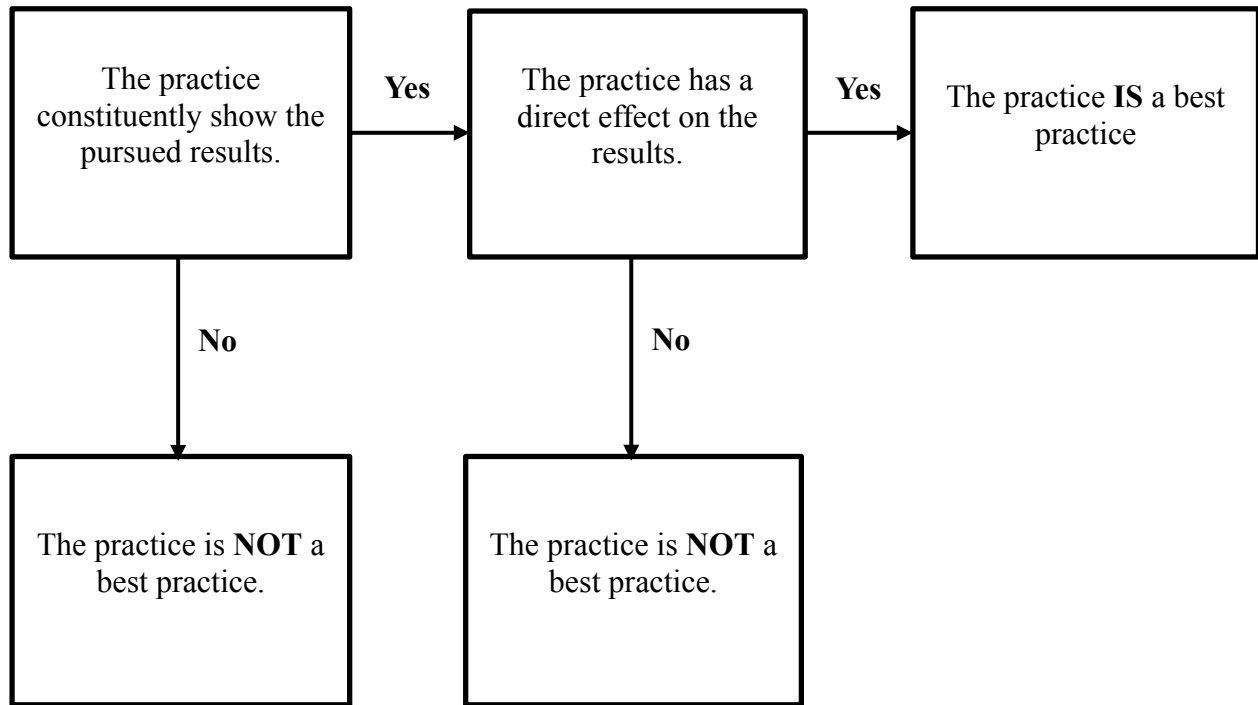 The practice
constituently show the
pursued results.
Yes
The practice has a
direct effect on the
results.
Yes
The practice IS a best
practice
No
No
The practice is NOT a
best practice.
The practice is NOT a
best practice.